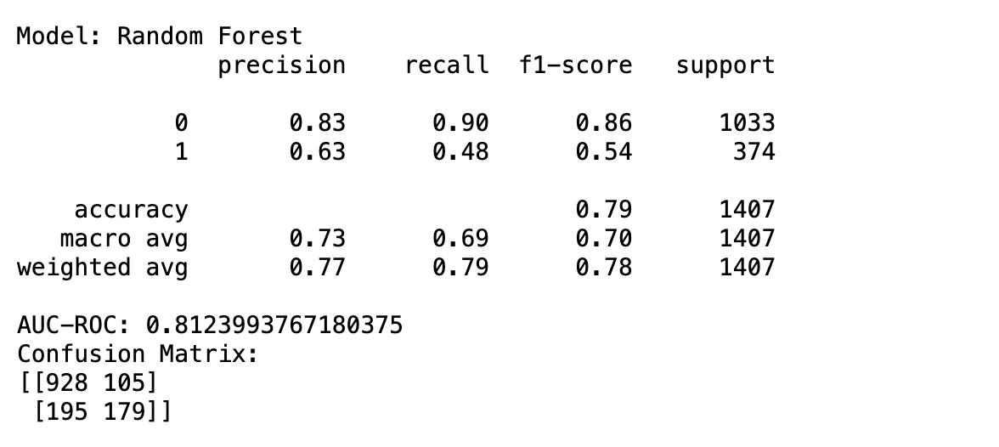 Model: Random Forest
              precision    recall  f1-score   support

           0       0.83      0.90      0.86      1033
           1       0.63      0.48      0.54       374

    accuracy                           0.79      1407
   macro avg       0.73      0.69      0.70      1407
weighted avg       0.77      0.79      0.78      1407

AUC-ROC: 0.8123993767180375
Confusion Matrix:
[[928 105]
 [195 179]]